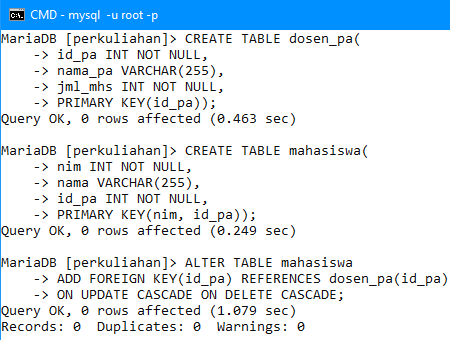 CMD - mysql  -u root -p
MariaDB [perkuliahan]> CREATE TABLE dosen_pa(
    -> id_pa INT NOT NULL,
    -> nama_pa VARCHAR(255),
    -> jml_mhs INT NOT NULL,
    -> PRIMARY KEY(id_pa));
Query OK, 0 rows affected (0.463 sec)

MariaDB [perkuliahan]> CREATE TABLE mahasiswa(
    -> nim INT NOT NULL,
    -> nama VARCHAR(255),
    -> id_pa INT NOT NULL,
    -> PRIMARY KEY(nim, id_pa));
Query OK, 0 rows affected (0.249 sec)

MariaDB [perkuliahan]> ALTER TABLE mahasiswa
    -> ADD FOREIGN KEY(id_pa) REFERENCES dosen_pa(id_pa)
    -> ON UPDATE CASCADE ON DELETE CASCADE;
Query OK, 0 rows affected (1.079 sec)
Records: 0  Duplicates: 0  Warnings: 0